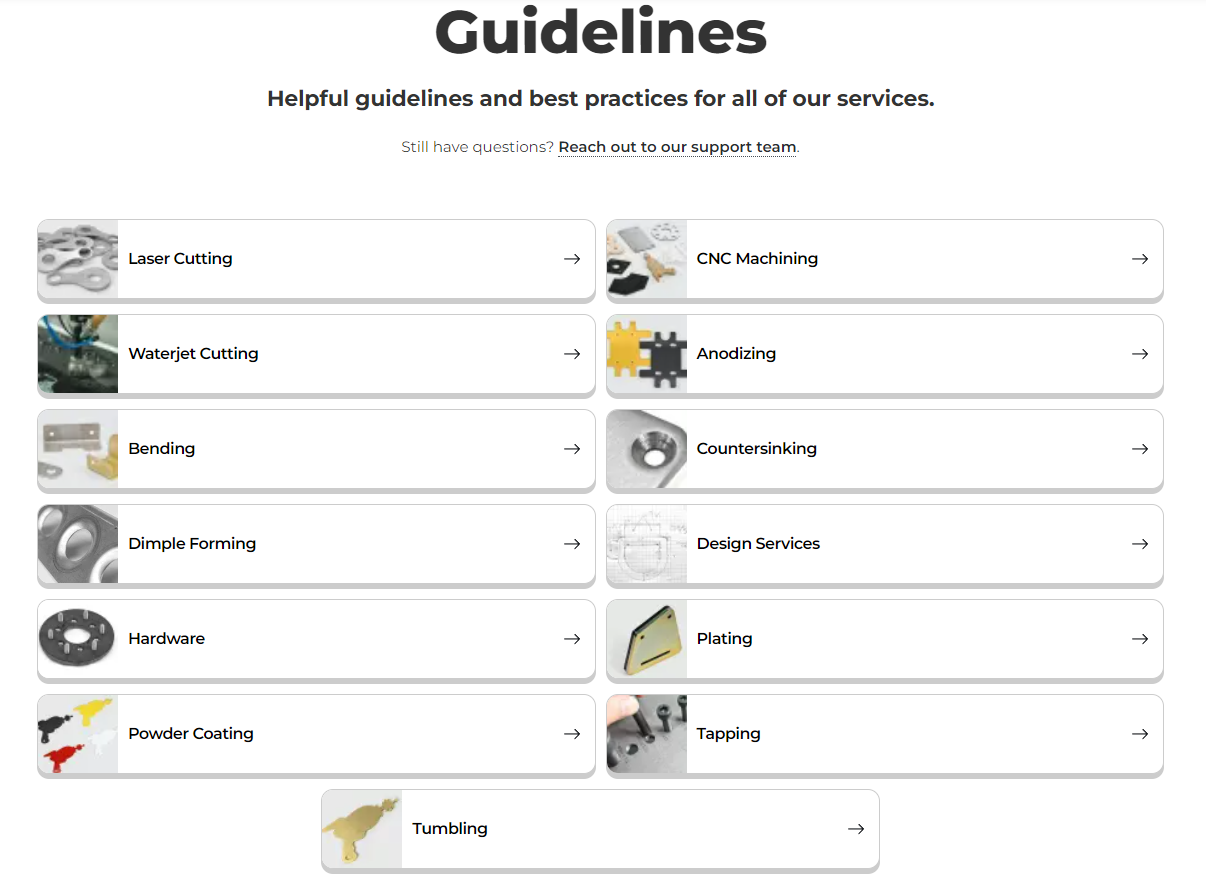 Guidelines
Helpful guidelines and best practices for all of our services.
Still have questions? Reach out to our support team.
Laser Cutting
CNC Machining
Waterjet Cutting
Anodizing
Bending
Countersinking
Dimple Forming
Design Services
Hardware
Plating
Powder Coating
Tapping
Tumbling